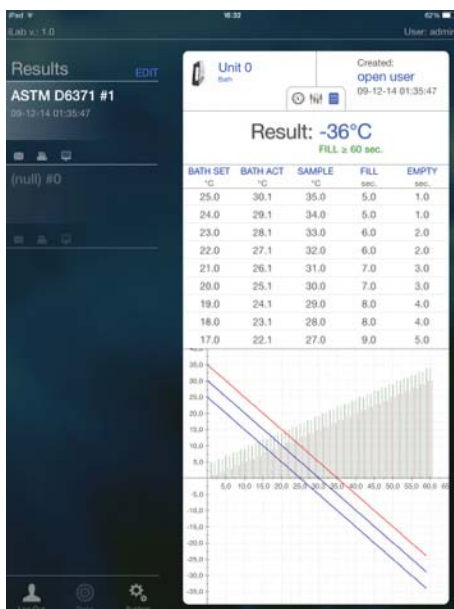 iPad
16:32
62%
iLab v.: 1.0
User: admin
Results
EDIT
ASTM D6371 #1
09-12-14 01:35:47
(null) #0
Unit 0
Bath
Created:
open user
09-12-14 01:35:47
Result: -36°C
FILL ≥ 60 sec.
BATH SET BATH ACT SAMPLE FILL EMPTY
°C °C °C sec. sec.
25.0 30.1 35.0 5.0 1.0
24.0 29.1 34.0 5.0 1.0
23.0 28.1 33.0 6.0 2.0
22.0 27.1 32.0 6.0 2.0
21.0 26.1 31.0 7.0 3.0
20.0 25.1 30.0 7.0 3.0
19.0 24.1 29.0 8.0 4.0
18.0 23.1 28.0 8.0 4.0
17.0 22.1 27.0 9.0 5.0
35,0
30,0
25,0
20,0
15,0
10,0
5,0
5,0 10,0 15,0 20,0 25,0 30,0 35,0 40,0 45,0 50,0 55,0 60,0
-5,0
-10,0
-15,0
-20,0
-25,0
-30,0
-35,0